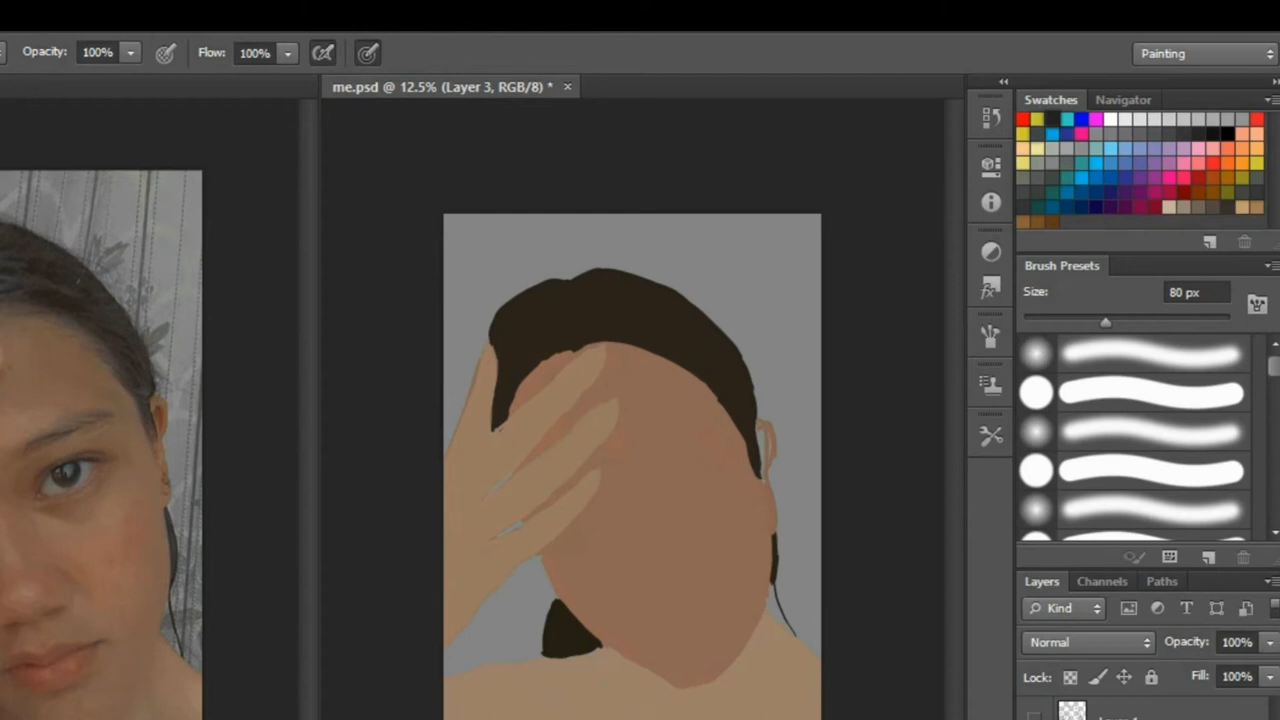 Opacity: 100% Flow: 100% Painting
me.psd @ 12.5% (Layer 3, RGB/8) * ×
Swatches Navigator
Brush Presets
Size: 80 px
Layers Channels Paths
Kind
Normal Opacity: 100%
Lock: Fill: 100%